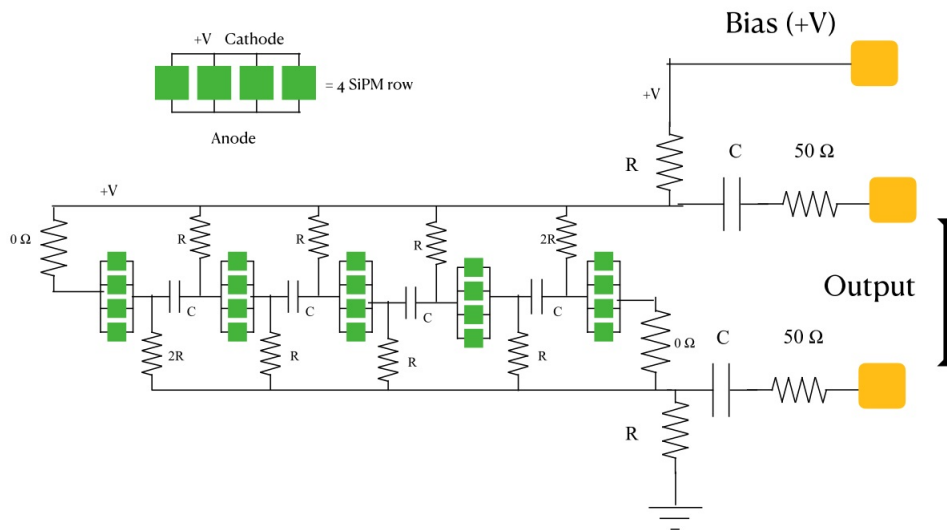 Bias (+V)
+V Cathode
= 4 SiPM row
Anode
+V
R
C
50 Ω
+V
0 Ω
R
R
R
2R
C
C
C
C
2R
R
R
R
0 Ω
Output
C
50 Ω
R